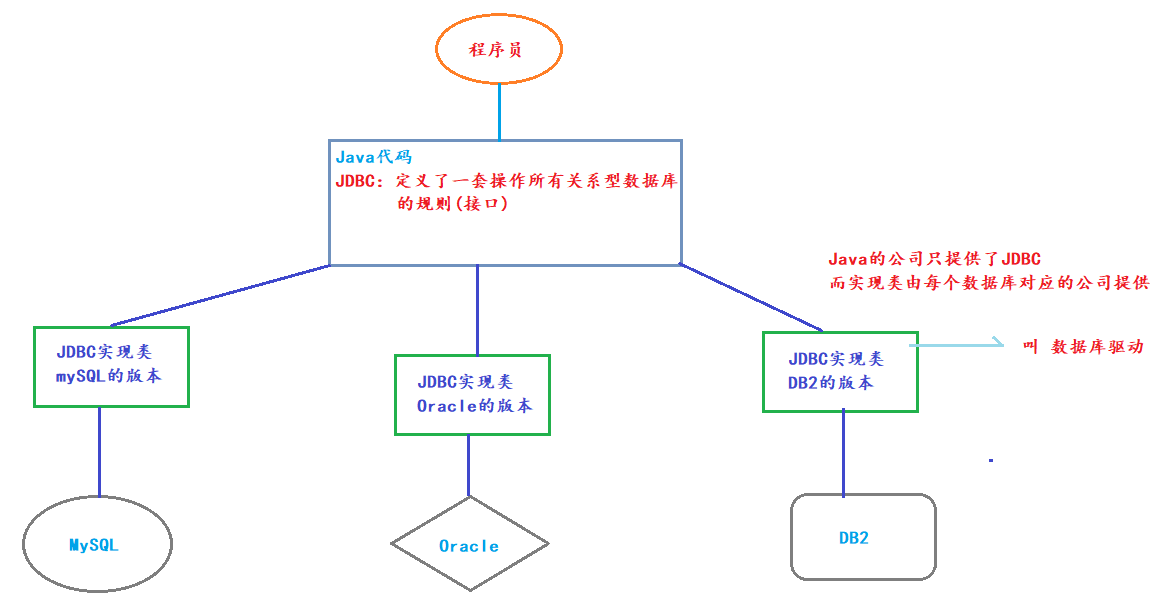 程序员
Java代码
JDBC：定义了一套操作所有关系型数据库
的规则(接口)
Java的公司只提供了JDBC
而实现类由每个数据库对应的公司提供
JDBC实现类
mySQL的版本
JDBC实现类
Oracle的版本
JDBC实现类
DB2的版本
叫 数据库驱动
MySQL
Oracle
DB2